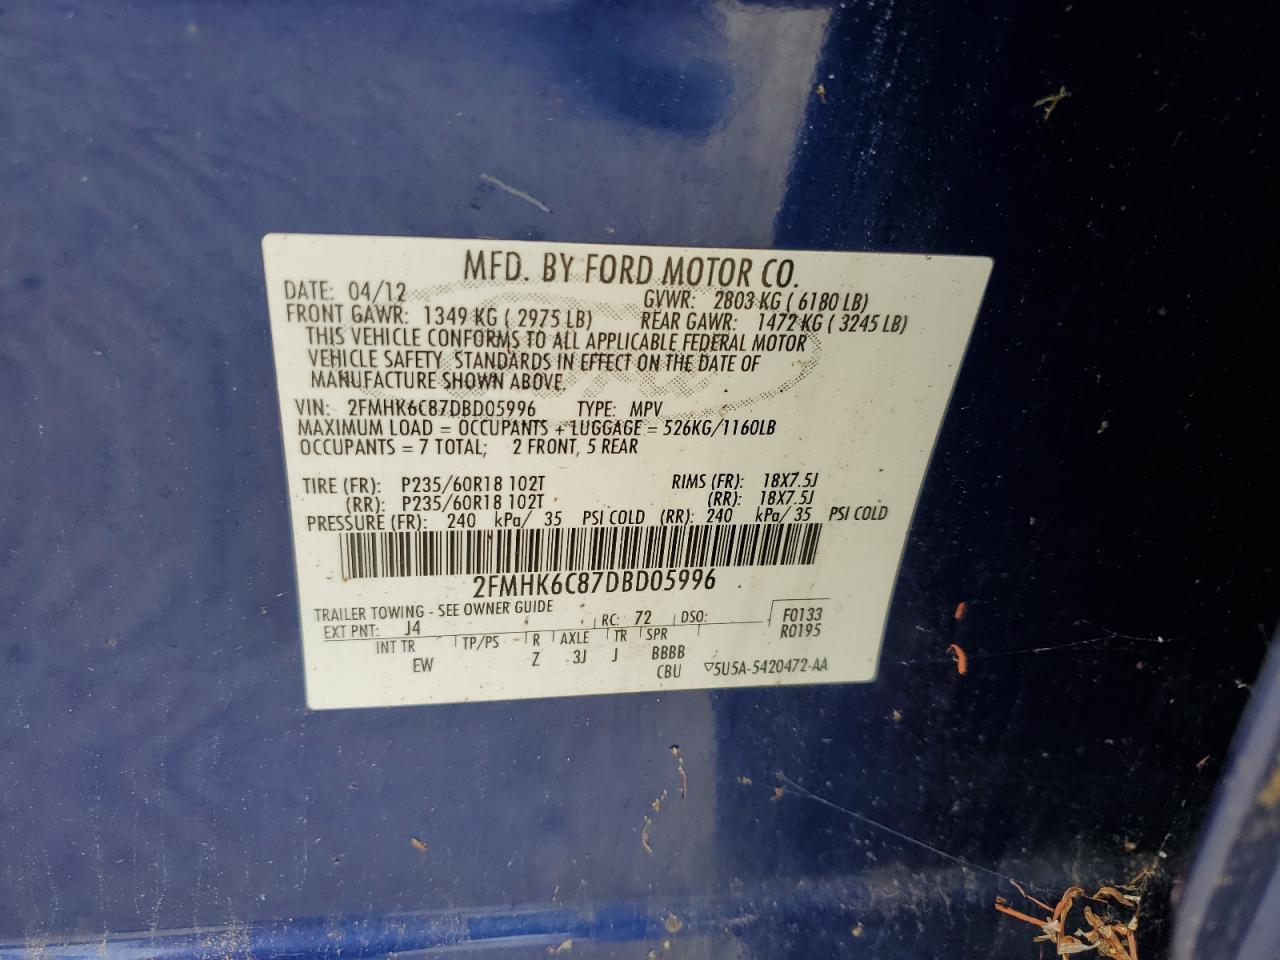 MFD. BY FORD MOTOR CO.
DATE: 04/12 GVWR: 2803 KG ( 6180 LB)
FRONT GAWR: 1349 KG ( 2975 LB) REAR GAWR: 1472 KG ( 3245 LB)
THIS VEHICLE CONFORMS TO ALL APPLICABLE FEDERAL MOTOR
VEHICLE SAFETY STANDARDS IN EFFECT ON THE DATE OF
MANUFACTURE SHOWN ABOVE.
VIN: 2FMHK6C87DBD05996 TYPE: MPV
MAXIMUM LOAD = OCCUPANTS + LUGGAGE = 526KG/1160LB
OCCUPANTS = 7 TOTAL; 2 FRONT, 5 REAR
TIRE (FR): P235/60R18 102T RIMS (FR): 18X7.5J
(RR): P235/60R18 102T (RR): 18X7.5J
PRESSURE (FR): 240 kPa/ 35 PSI COLD (RR): 240 kPa/ 35 PSI COLD
2FMHK6C87DBD05996
TRAILER TOWING - SEE OWNER GUIDE
EXT PNT: J4 RC: 72 DSO: F0133
R0195
INT TR TP/PS R AXLE TR SPR
EW Z 3J J BBBB
CBU ▽5U5A-5420472-AA